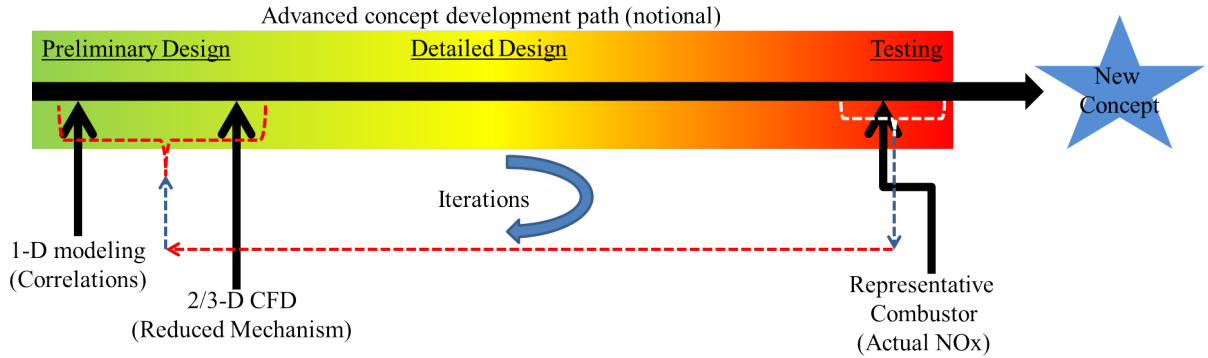 Advanced concept development path (notional)
Preliminary Design
Detailed Design
Testing
New
Concept
Iterations
1-D modeling
(Correlations)
2/3-D CFD
(Reduced Mechanism)
Representative
Combustor
(Actual NOx)